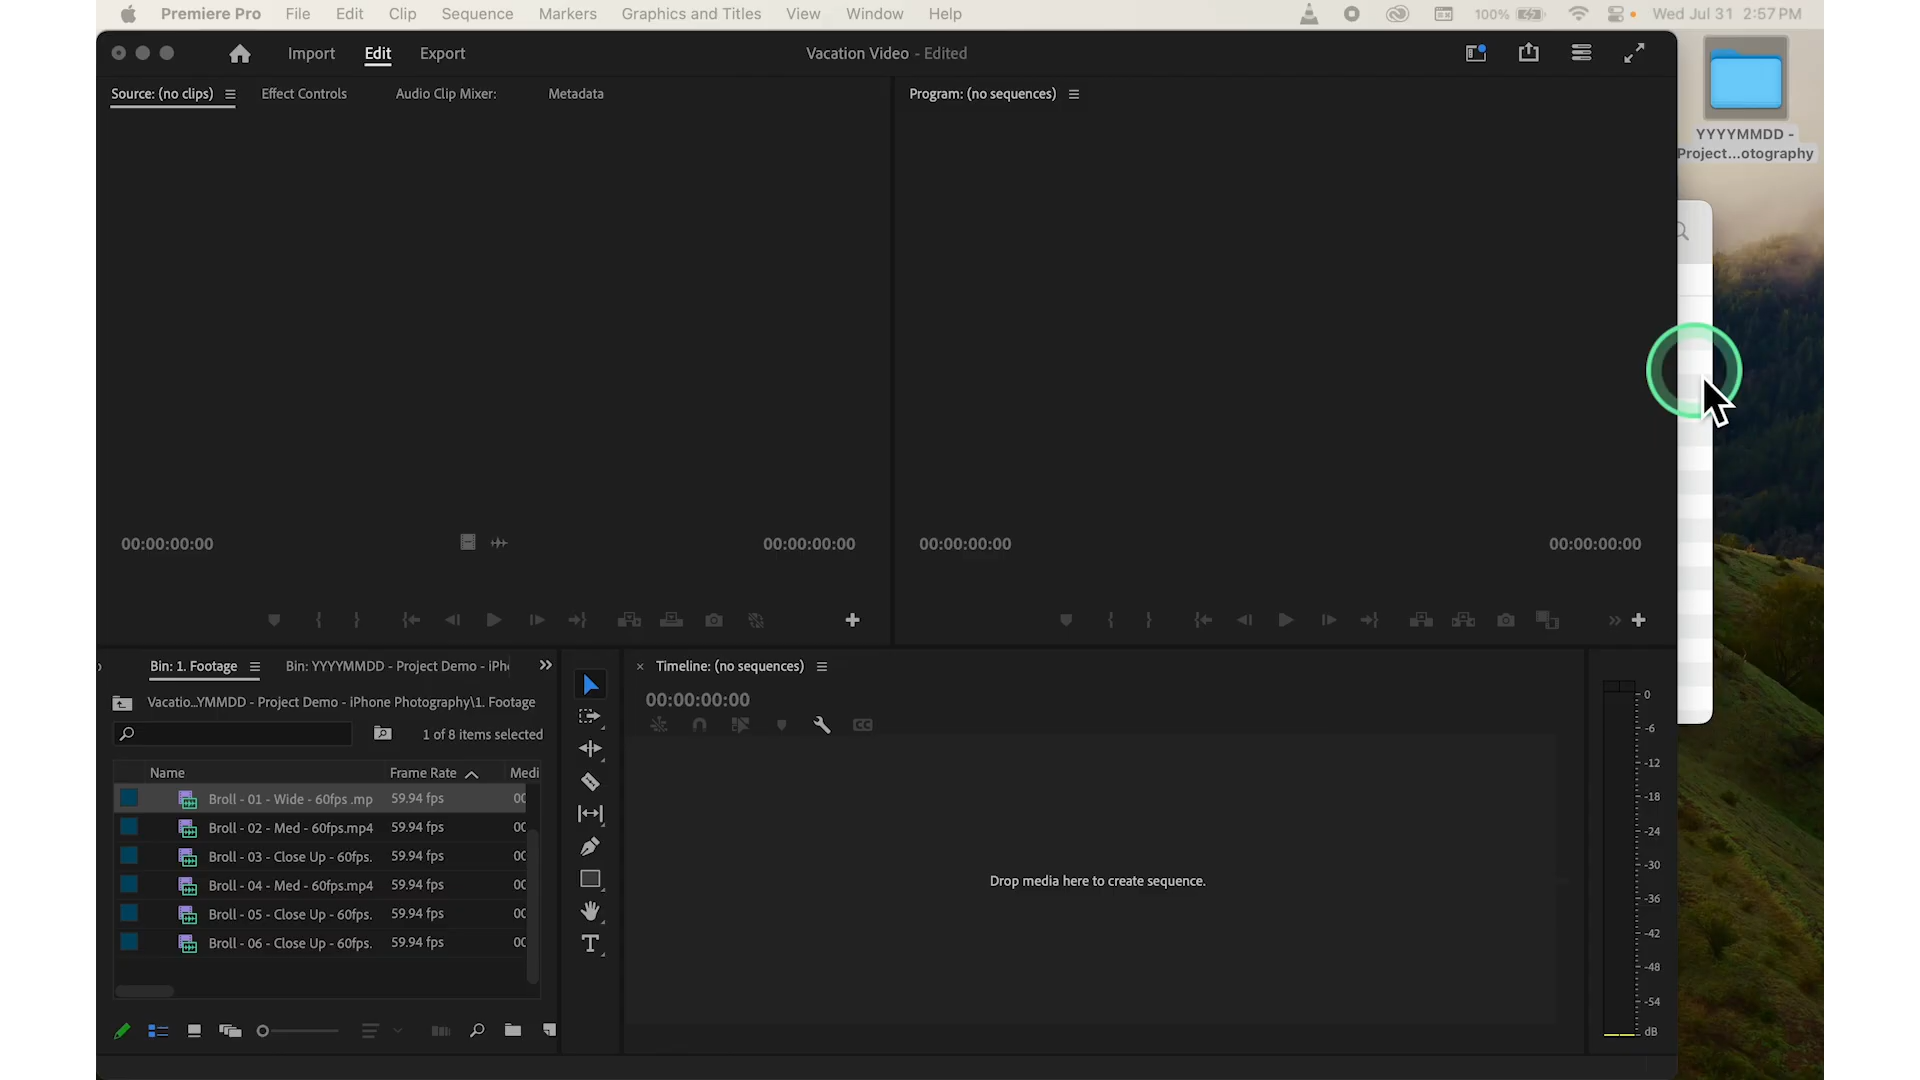 Premiere Pro File Edit Clip Sequence Markers Graphics and Titles View Window Help 100% Wed Jul 31 2:57 PM
Import Edit Export Vacation Video - Edited
YYYYMMDD -
Project...otography
Source: (no clips) Effect Controls Audio Clip Mixer: Metadata Program: (no sequences)
00:00:00:00 00:00:00:00 00:00:00:00 00:00:00:00
Bin: 1. Footage Bin: YYYYMMDD - Project Demo - iPh
Vacatio...YMMDD - Project Demo - iPhone Photography\1. Footage
1 of 8 items selected
Name Frame Rate Medi
Broll - 01 - Wide - 60fps .mp 59.94 fps 00
Broll - 02 - Med - 60fps.mp4 59.94 fps 00
Broll - 03 - Close Up - 60fps. 59.94 fps 00
Broll - 04 - Med - 60fps.mp4 59.94 fps 00
Broll - 05 - Close Up - 60fps. 59.94 fps 00
Broll - 06 - Close Up - 60fps. 59.94 fps 00
T
Timeline: (no sequences)
00:00:00:00
CC
Drop media here to create sequence.
0
-6
-12
-18
-24
-30
-36
-42
-48
-54
dB